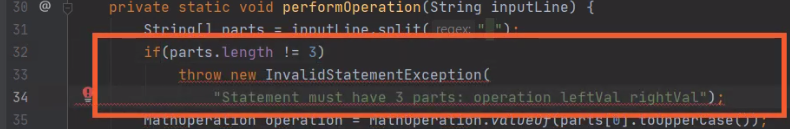 30 @ private static void performOperation(String inputLine) {
31 String[] parts = inputLine.split( regex: " ");
32 if(parts.length != 3)
33 throw new InvalidStatementException(
34 "Statement must have 3 parts: operation leftVal rightVal");
35 MathOperation operation = MathOperation.valueOf(parts[0].toUpperCase());